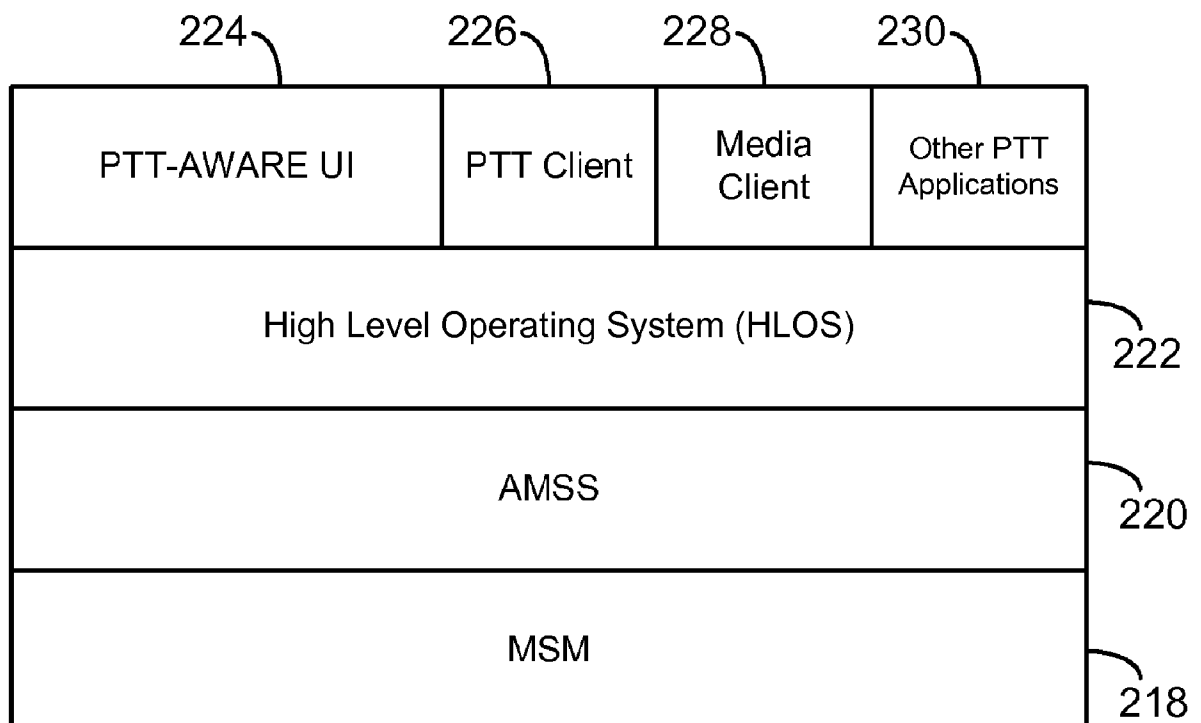 224
226
228
230
PTT-AWARE UI
PTT Client
Media
Client
Other PTT
Applications
High Level Operating System (HLOS)
222
AMSS
220
MSM
218